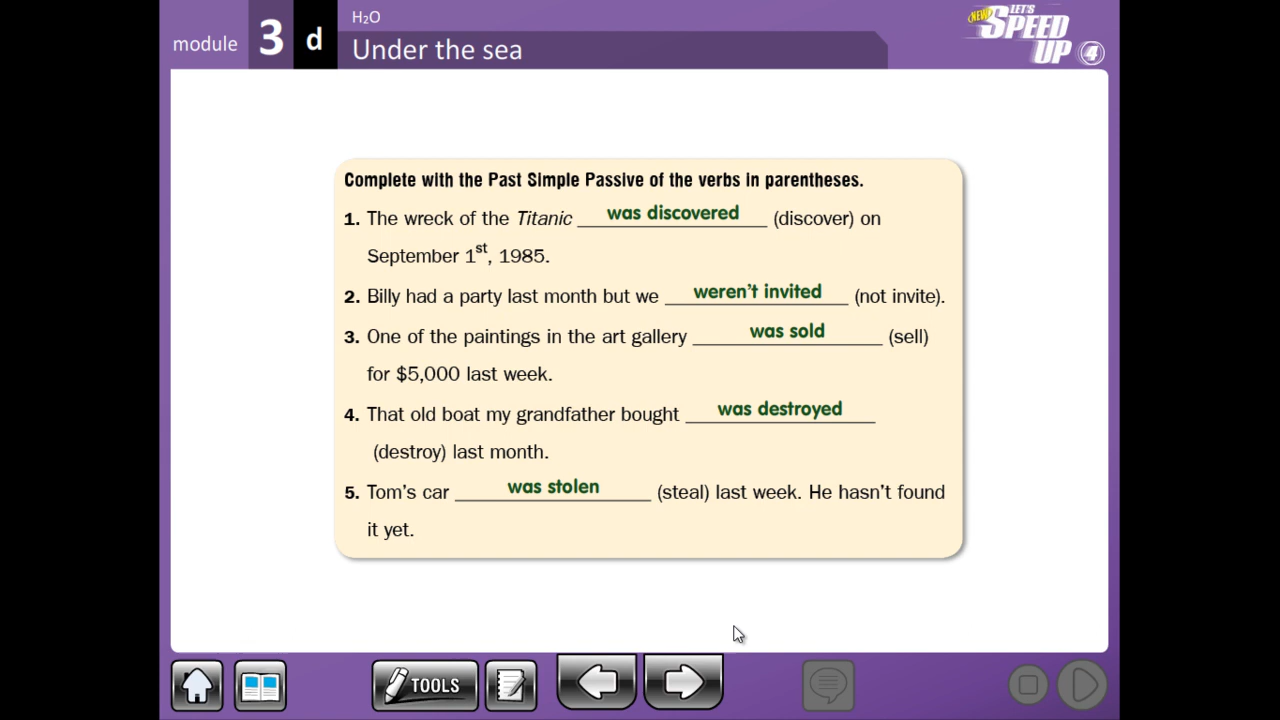 H₂O
module 3 d
Under the sea
NEW LET'S
SPEED
UP 4
Complete with the Past Simple Passive of the verbs in parentheses.
1. The wreck of the Titanic was discovered (discover) on
September 1st, 1985.
2. Billy had a party last month but we weren't invited (not invite).
3. One of the paintings in the art gallery was sold (sell)
for $5,000 last week.
4. That old boat my grandfather bought was destroyed
(destroy) last month.
5. Tom's car was stolen (steal) last week. He hasn't found
it yet.
TOOLS